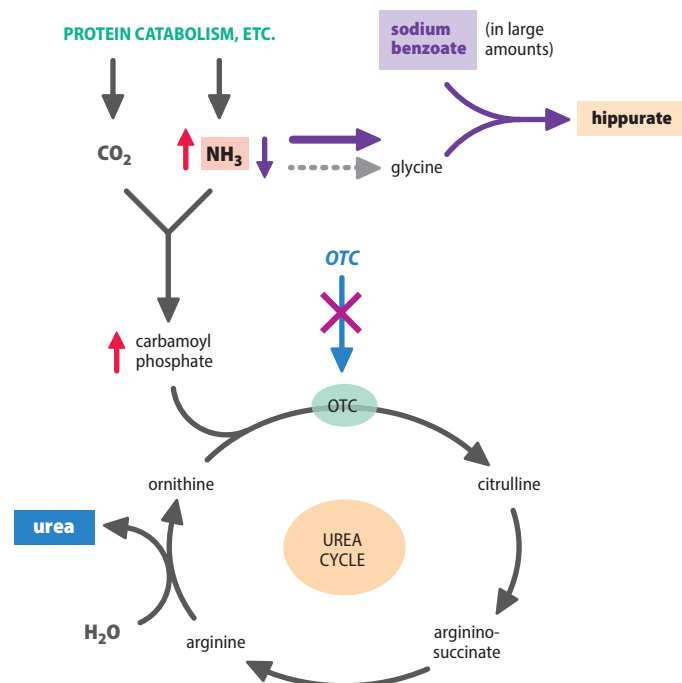 PROTEIN CATABOLISM, ETC.
sodium
benzoate
(in large
amounts)
hippurate
CO₂
NH₃
glycine
OTC
carbamoyl
phosphate
OTC
ornithine
citrulline
urea
UREA
CYCLE
H₂O
arginine
arginino-
succinate